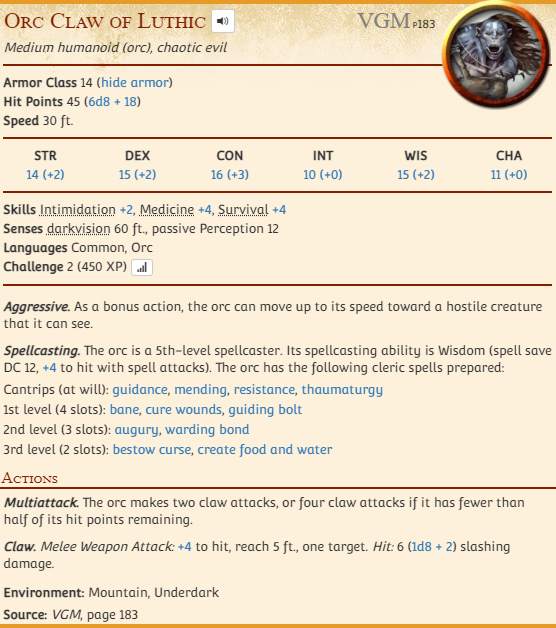 Orc Claw of Luthic VGM p183
Medium humanoid (orc), chaotic evil
Armor Class 14 (hide armor)
Hit Points 45 (6d8 + 18)
Speed 30 ft.
STR DEX CON INT WIS CHA
14 (+2) 15 (+2) 16 (+3) 10 (+0) 15 (+2) 11 (+0)
Skills Intimidation +2, Medicine +4, Survival +4
Senses darkvision 60 ft., passive Perception 12
Languages Common, Orc
Challenge 2 (450 XP)
Aggressive. As a bonus action, the orc can move up to its speed toward a hostile creature
that it can see.
Spellcasting. The orc is a 5th-level spellcaster. Its spellcasting ability is Wisdom (spell save
DC 12, +4 to hit with spell attacks). The orc has the following cleric spells prepared:
Cantrips (at will): guidance, mending, resistance, thaumaturgy
1st level (4 slots): bane, cure wounds, guiding bolt
2nd level (3 slots): augury, warding bond
3rd level (2 slots): bestow curse, create food and water
Actions
Multiattack. The orc makes two claw attacks, or four claw attacks if it has fewer than
half of its hit points remaining.
Claw. Melee Weapon Attack: +4 to hit, reach 5 ft., one target. Hit: 6 (1d8 + 2) slashing
damage.
Environment: Mountain, Underdark
Source: VGM, page 183